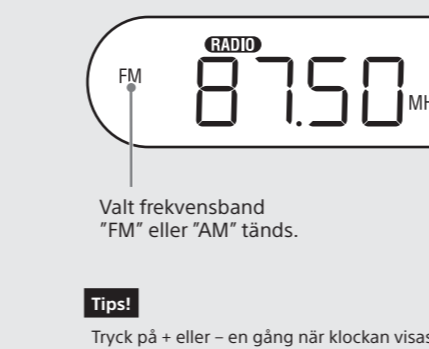 RADIO
FM 87.50
Valt frekvensband
”FM” eller ”AM” tänds.
Tips!
Tryck på + eller – en gång när klockan visas